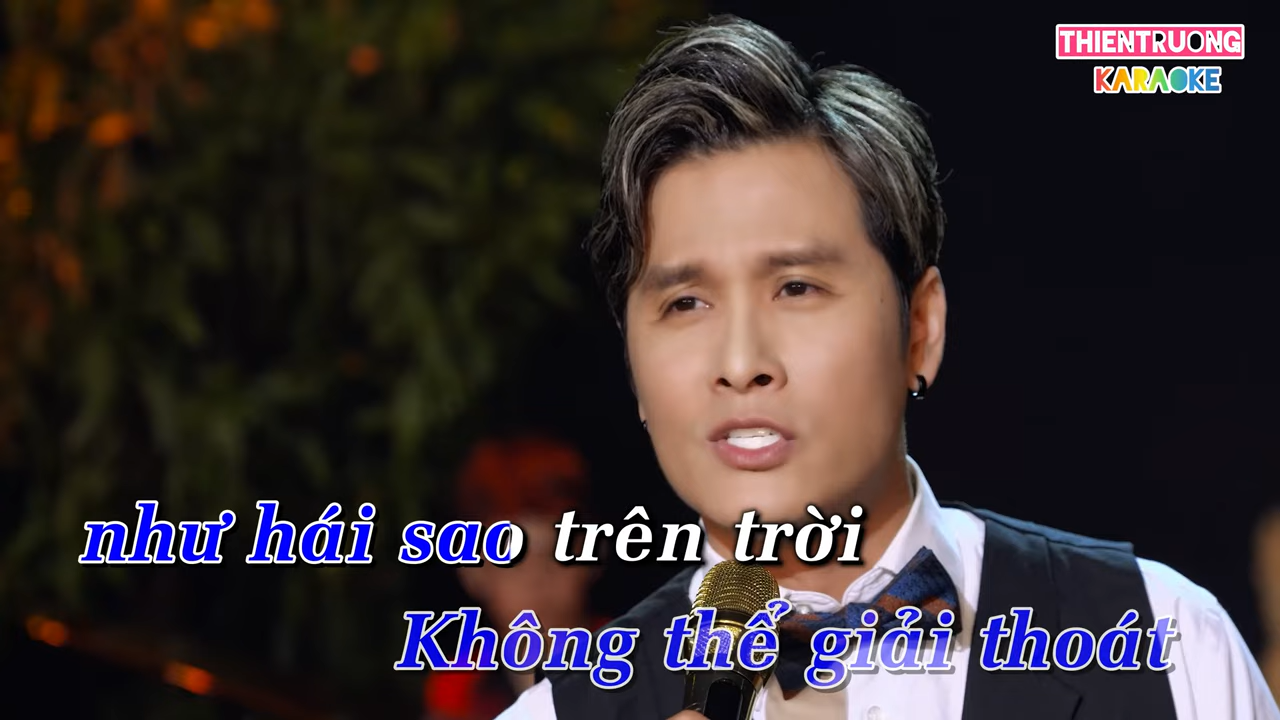 THIENTRUONG
KARAOKE
như hái sao trên trời
Không thể giải thoát